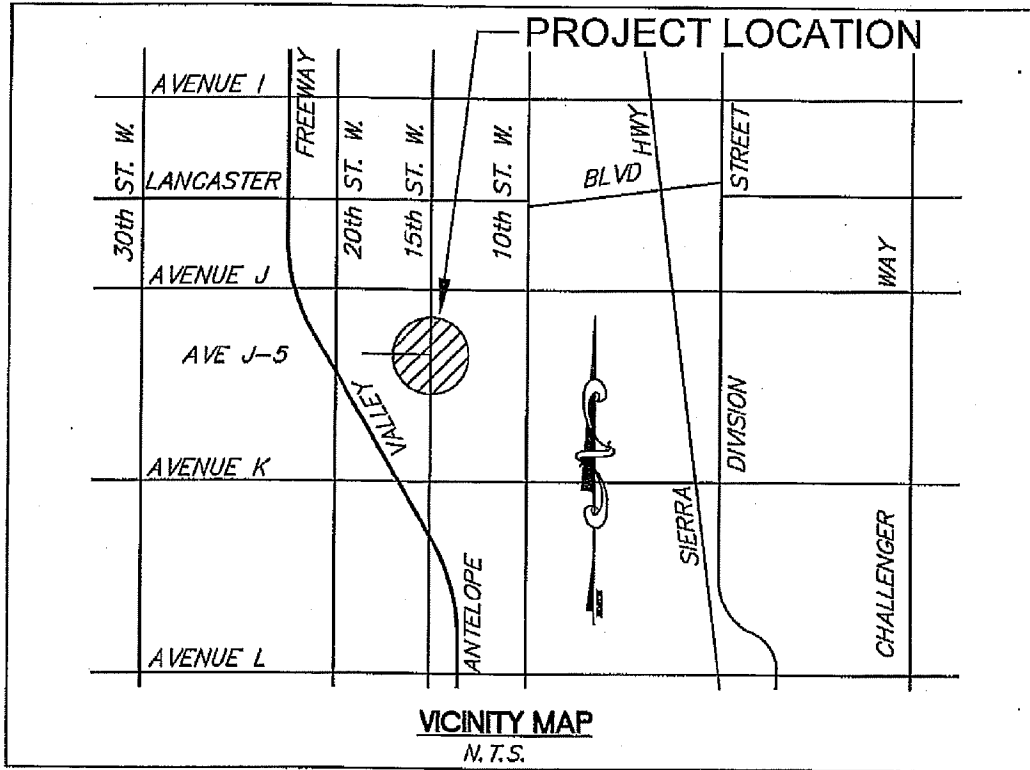 PROJECT LOCATION
AVENUE I
FREEWAY
30th ST. W.
LANCASTER
20th ST. W.
15th ST. W.
10th ST. W.
BLVD
HWY
STREET
AVENUE J
WAY
AVE J-5
VALLEY
AVENUE K
DIVISION
SIERRA
ANTELOPE
CHALLENGER
AVENUE L
VICINITY MAP
N.T.S.